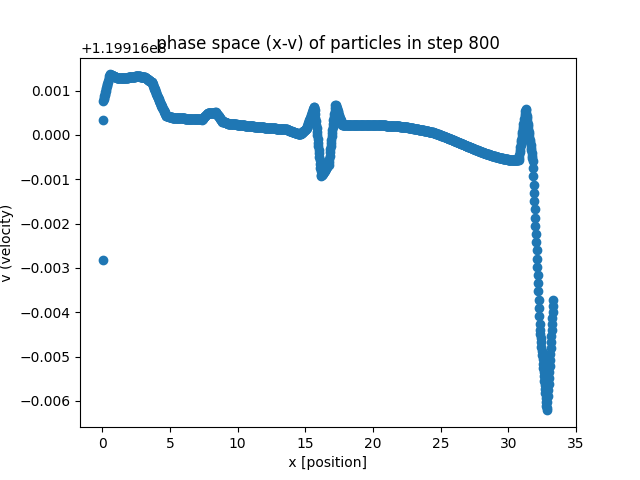 +1.19916e8
phase space (x-v) of particles in step 800
0.001
0.000
−0.001
−0.002
−0.003
−0.004
−0.005
−0.006
v (velocity)
0 5 10 15 20 25 30 35
x [position]